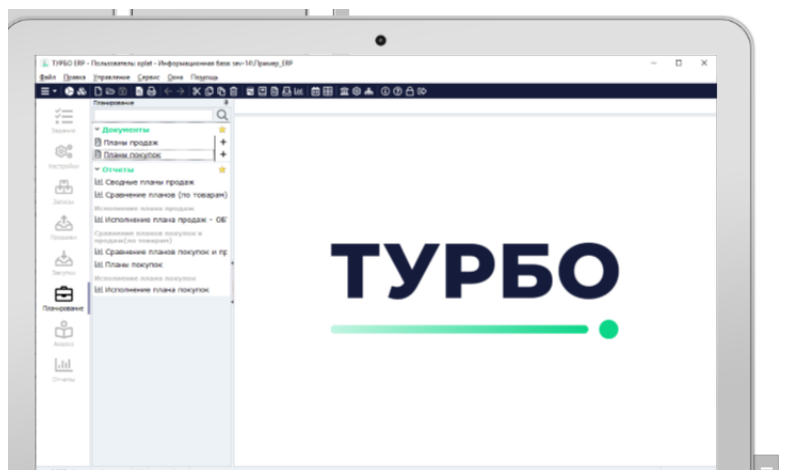 ТУРБО ERP - Пользователь: oplet - Информационная база: sev-14\Пример_ERP
Файл Правка Управление Сервис Окна Помощь
Планирование
Задания
Настройки
Запасы
Продажи
Закупки
Планирование
Анализ
Отчеты
Документы
Планы продаж
Планы покупок
Отчеты
Сводные планы продаж
Сравнение планов (по товарам)
Исполнение плана продаж
Исполнение плана продаж - ОБ
Сравнение планов покупок и
продаж(по товарам)
Сравнение планов покупок и пр
Планы покупок
Исполнение плана покупок
Исполнение плана покупок
ТУРБО